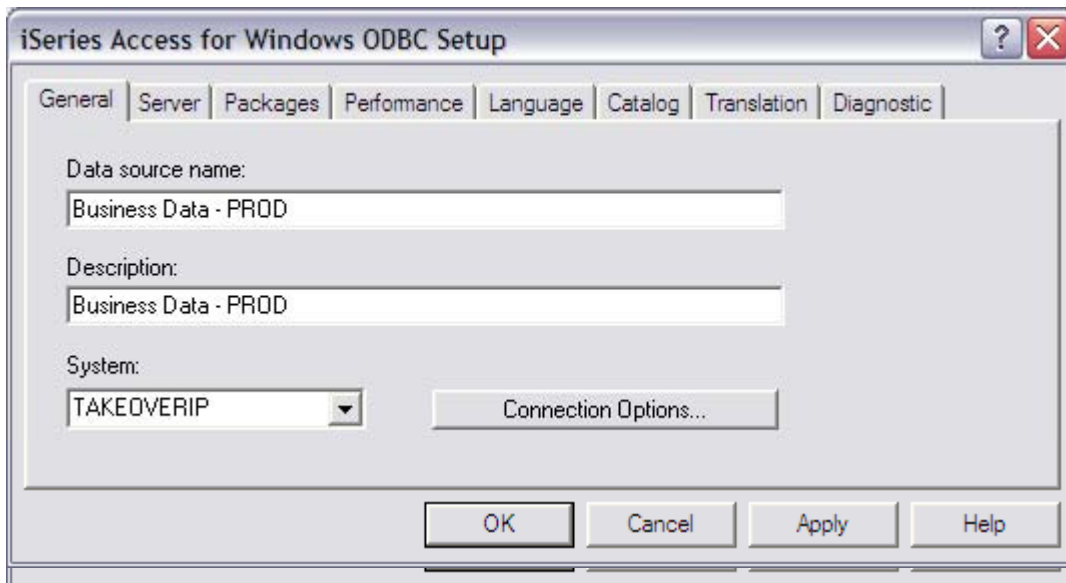 iSeries Access for Windows ODBC Setup
General Server Packages Performance Language Catalog Translation Diagnostic
Data source name:
Business Data - PROD
Description:
Business Data - PROD
System:
TAKEOVERIP Connection Options...
OK Cancel Apply Help